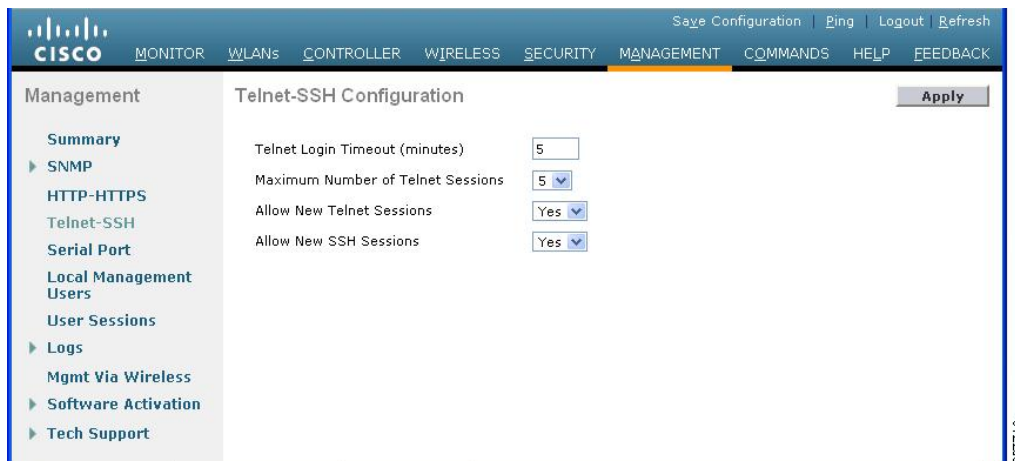 Save Configuration | Ping | Logout | Refresh
CISCO MONITOR WLANs CONTROLLER WIRELESS SECURITY MANAGEMENT COMMANDS HELP FEEDBACK
Management
Summary
SNMP
HTTP-HTTPS
Telnet-SSH
Serial Port
Local Management
Users
User Sessions
Logs
Mgmt Via Wireless
Software Activation
Tech Support
Telnet-SSH Configuration
Apply
Telnet Login Timeout (minutes) 5
Maximum Number of Telnet Sessions 5
Allow New Telnet Sessions Yes
Allow New SSH Sessions Yes